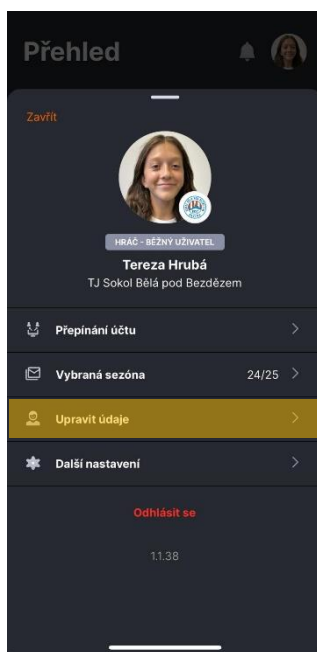 Přehled
Zavřít
HRÁČ - BĚŽNÝ UŽIVATEL
Tereza Hrubá
TJ Sokol Bělá pod Bezdězem
Přepínání účtu
Vybraná sezóna 24/25
Upravit údaje
Další nastavení
Odhlásit se
1.1.38